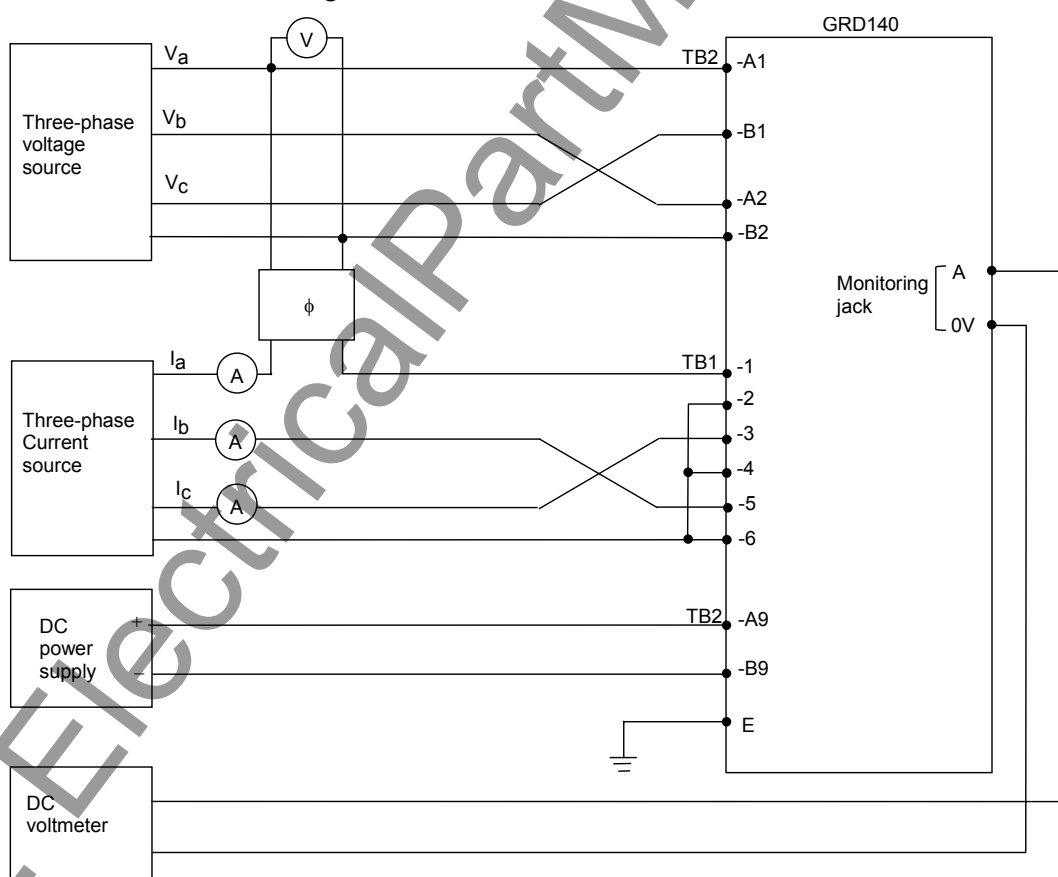 GRD140
V
Va
TB2 -A1
Three-phase
voltage
source
Vb
-B1
Vc
-A2
-B2
Monitoring
jack
A
0V
ϕ
Ia
A
TB1 -1
-2
Three-phase
Current
source
Ib
A
-3
-4
Ic
A
-5
-6
DC
power
supply
+
−
TB2 -A9
-B9
E
DC
voltmeter
ElectricalPartM